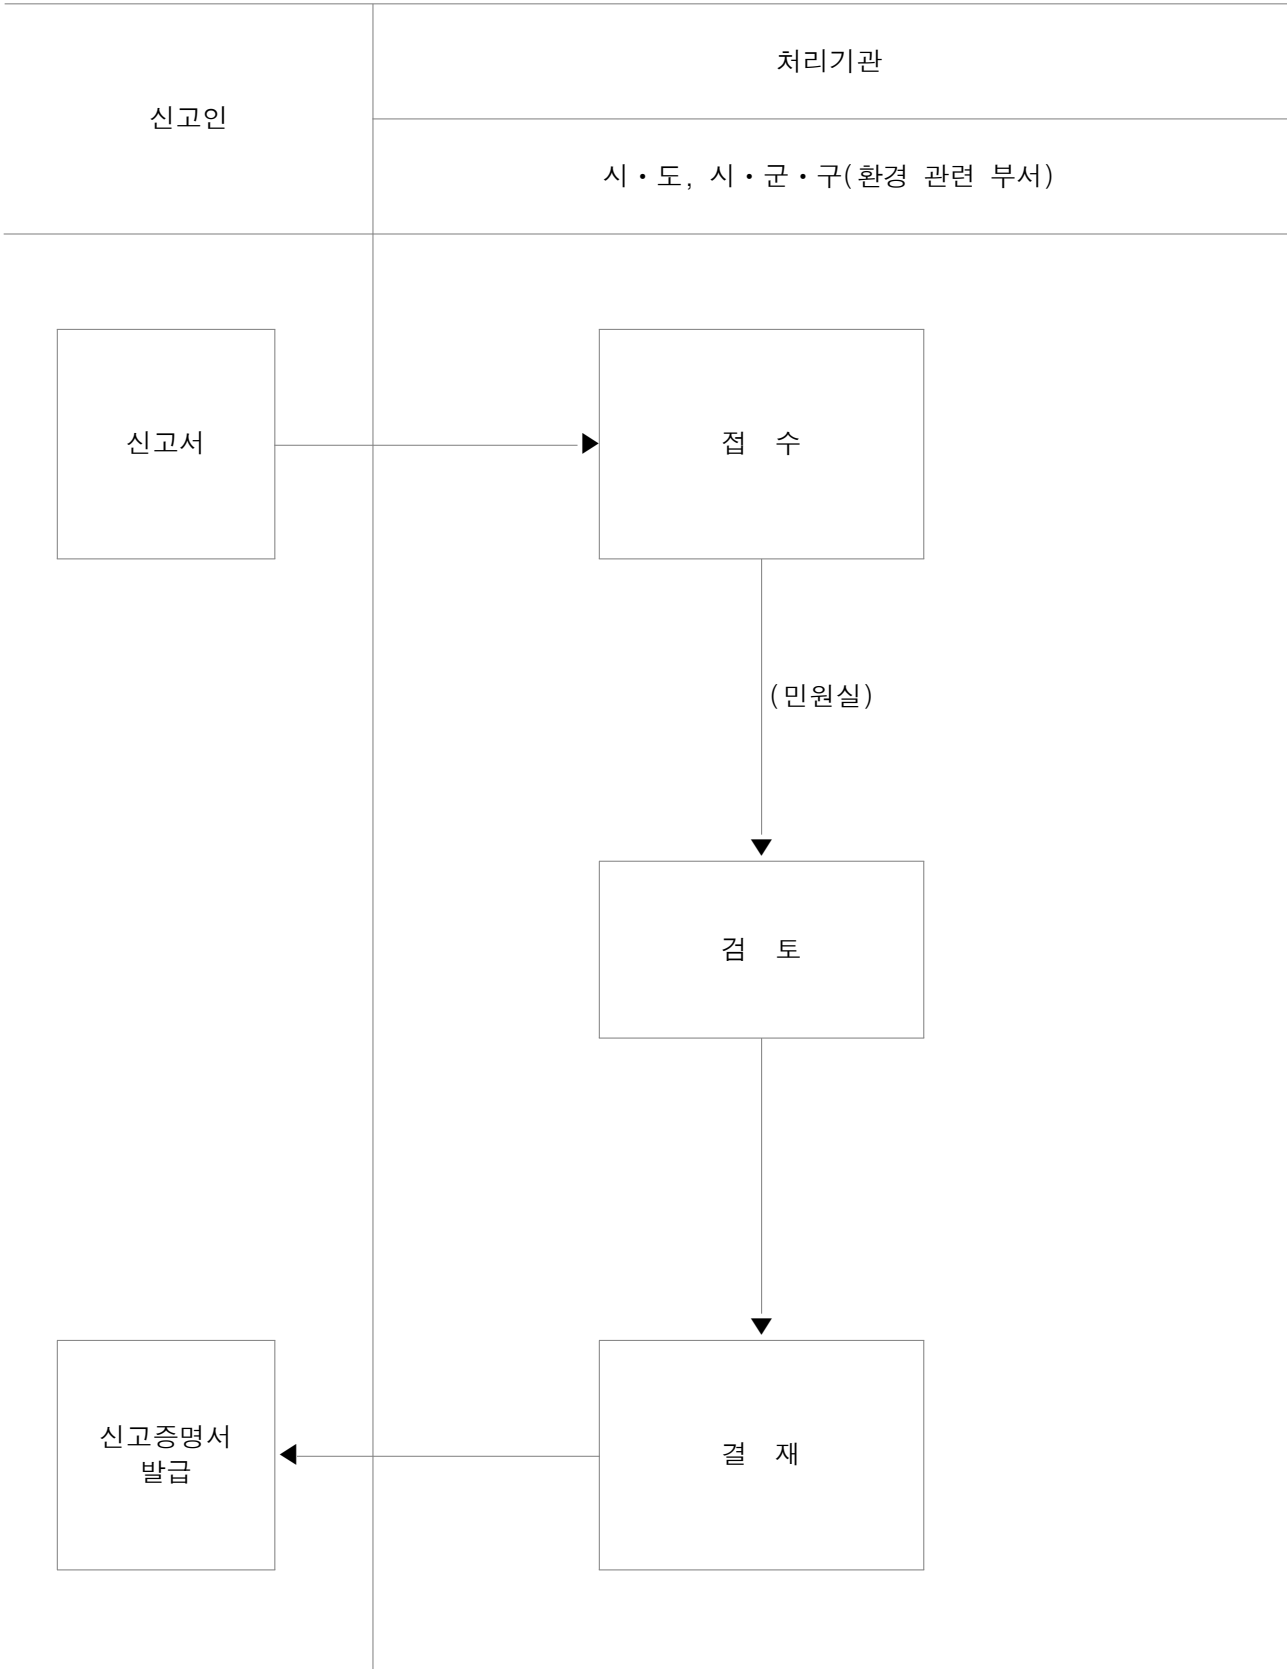 신고인
처리기관
시・도, 시・군・구(환경 관련 부서)
신고서
접 수
(민원실)
검 토
신고증명서
발급
결 재